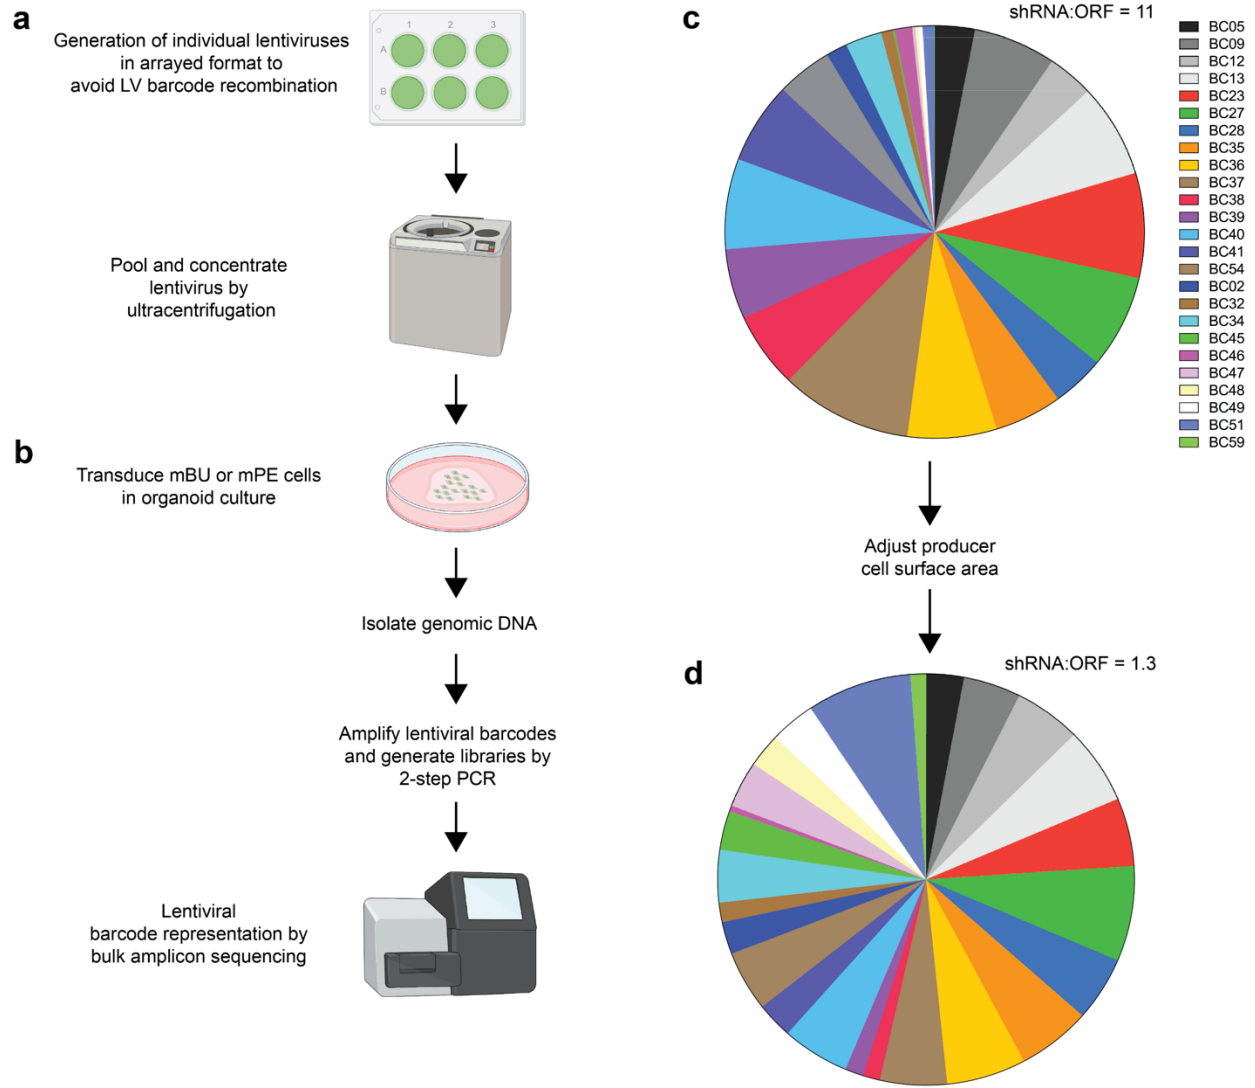 a
Generation of individual lentiviruses
in arrayed format to
avoid LV barcode recombination
1 2 3
A
B
Pool and concentrate
lentivirus by
ultracentrifugation
b
Transduce mBU or mPE cells
in organoid culture
Isolate genomic DNA
Amplify lentiviral barcodes
and generate libraries by
2-step PCR
Lentiviral
barcode representation by
bulk amplicon sequencing
c
shRNA:ORF = 11
BC05
BC09
BC12
BC13
BC23
BC27
BC28
BC35
BC36
BC37
BC38
BC39
BC40
BC41
BC54
BC02
BC32
BC34
BC45
BC46
BC47
BC48
BC49
BC51
BC59
Adjust producer
cell surface area
d
shRNA:ORF = 1.3